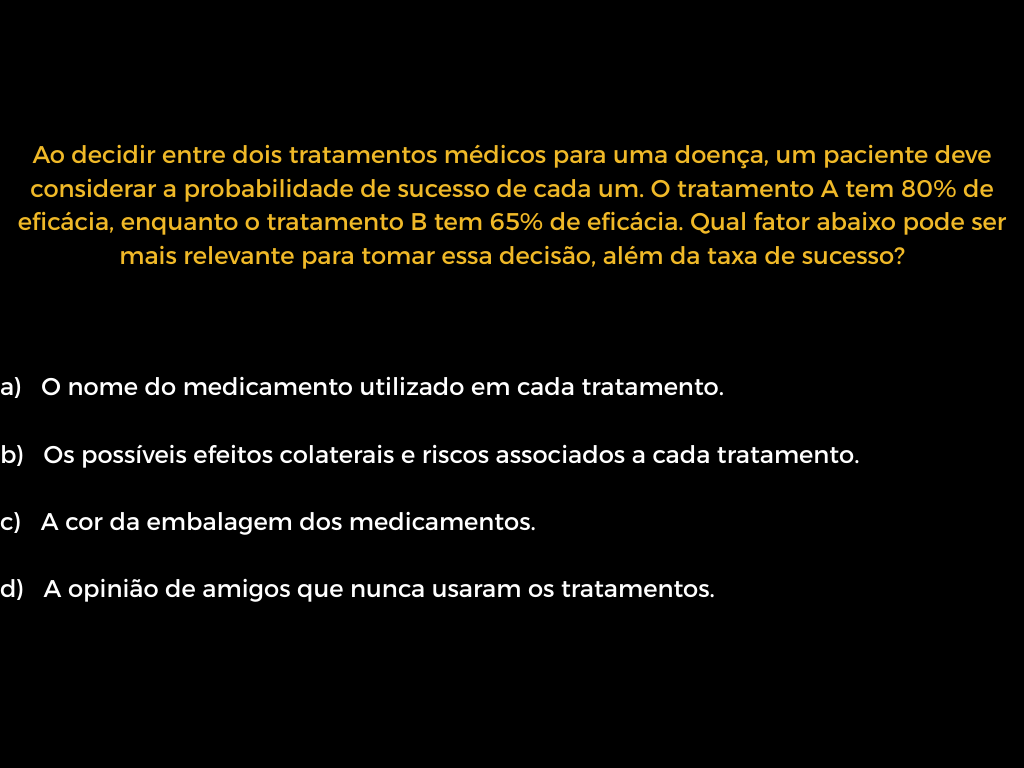 Ao decidir entre dois tratamentos médicos para uma doença, um paciente deve
considerar a probabilidade de sucesso de cada um. O tratamento A tem 80% de
eficácia, enquanto o tratamento B tem 65% de eficácia. Qual fator abaixo pode ser
mais relevante para tomar essa decisão, além da taxa de sucesso?
a) O nome do medicamento utilizado em cada tratamento.
b) Os possíveis efeitos colaterais e riscos associados a cada tratamento.
c) A cor da embalagem dos medicamentos.
d) A opinião de amigos que nunca usaram os tratamentos.